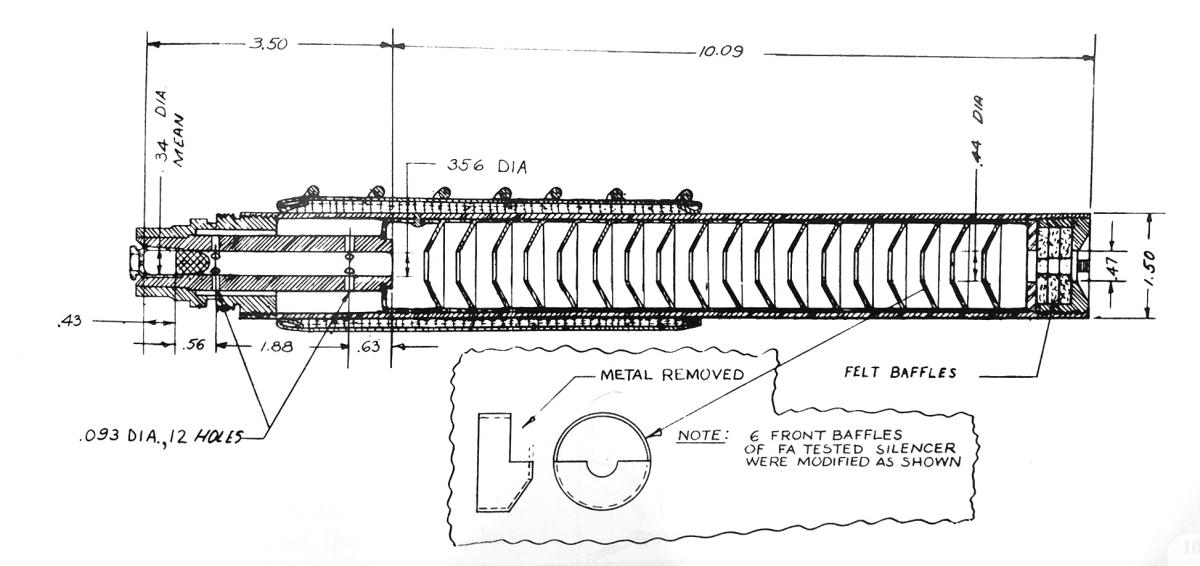 3.50
10.09
.34 DIA
MEAN
.356 DIA
.44 DIA
.47
1.50
.43
.56
1.88
.63
.093 DIA., 12 HOLES
FELT BAFFLES
METAL REMOVED
NOTE: 6 FRONT BAFFLES
OF FA TESTED SILENCER
WERE MODIFIED AS SHOWN